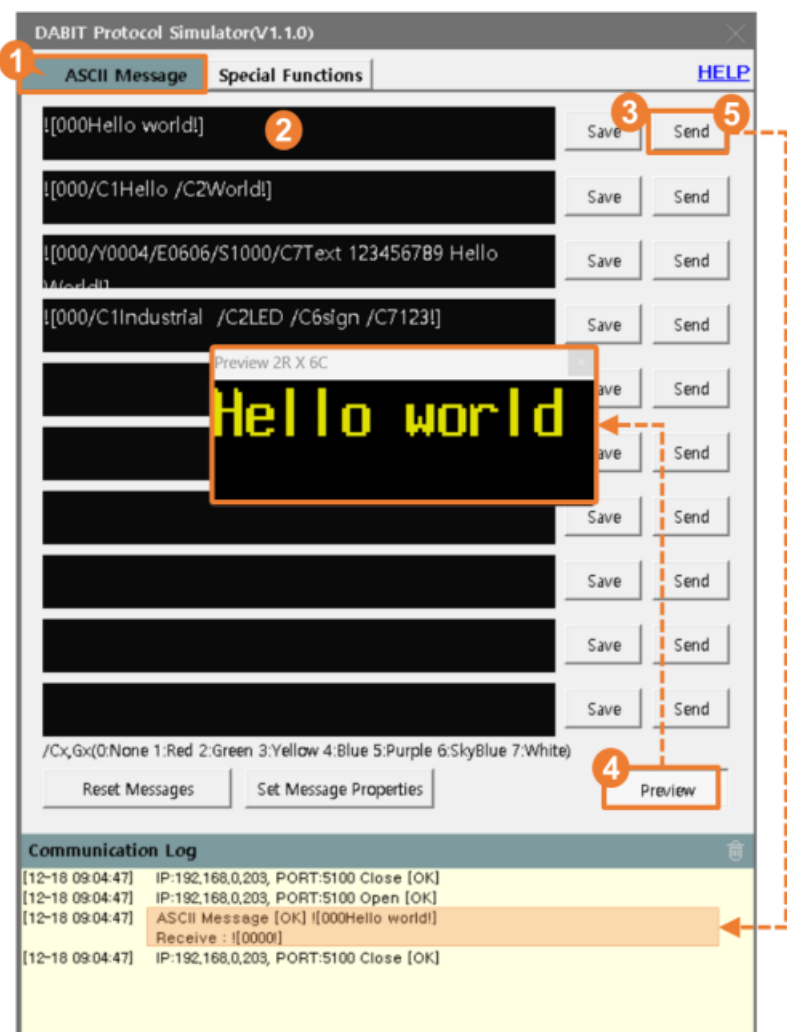 DABIT Protocol Simulator(V1.1.0)
1
ASCII Message
Special Functions
HELP
![000Hello world!]
2
3
5
Save
Send
![000/C1Hello /C2World!]
Save
Send
![000/Y0004/E0606/S1000/C7Text 123456789 Hello
World!]
Save
Send
![000/C1Industrial /C2LED /C6sign /C7123!]
Save
Send
Preview 2R X 6C
Hello world
ave
Send
ave
Send
Save
Send
Save
Send
Save
Send
Save
Send
/Cx,Gx(0:None 1:Red 2:Green 3:Yellow 4:Blue 5:Purple 6:SkyBlue 7:White)
4
Reset Messages
Set Message Properties
Preview
Communication Log
[12-18 09:04:47] IP:192,168,0,203, PORT:5100 Close [OK]
[12-18 09:04:47] IP:192,168,0,203, PORT:5100 Open [OK]
[12-18 09:04:47] ASCII Message [OK] ![000Hello world!]
Receive : ![0000!]
[12-18 09:04:47] IP:192,168,0,203, PORT:5100 Close [OK]